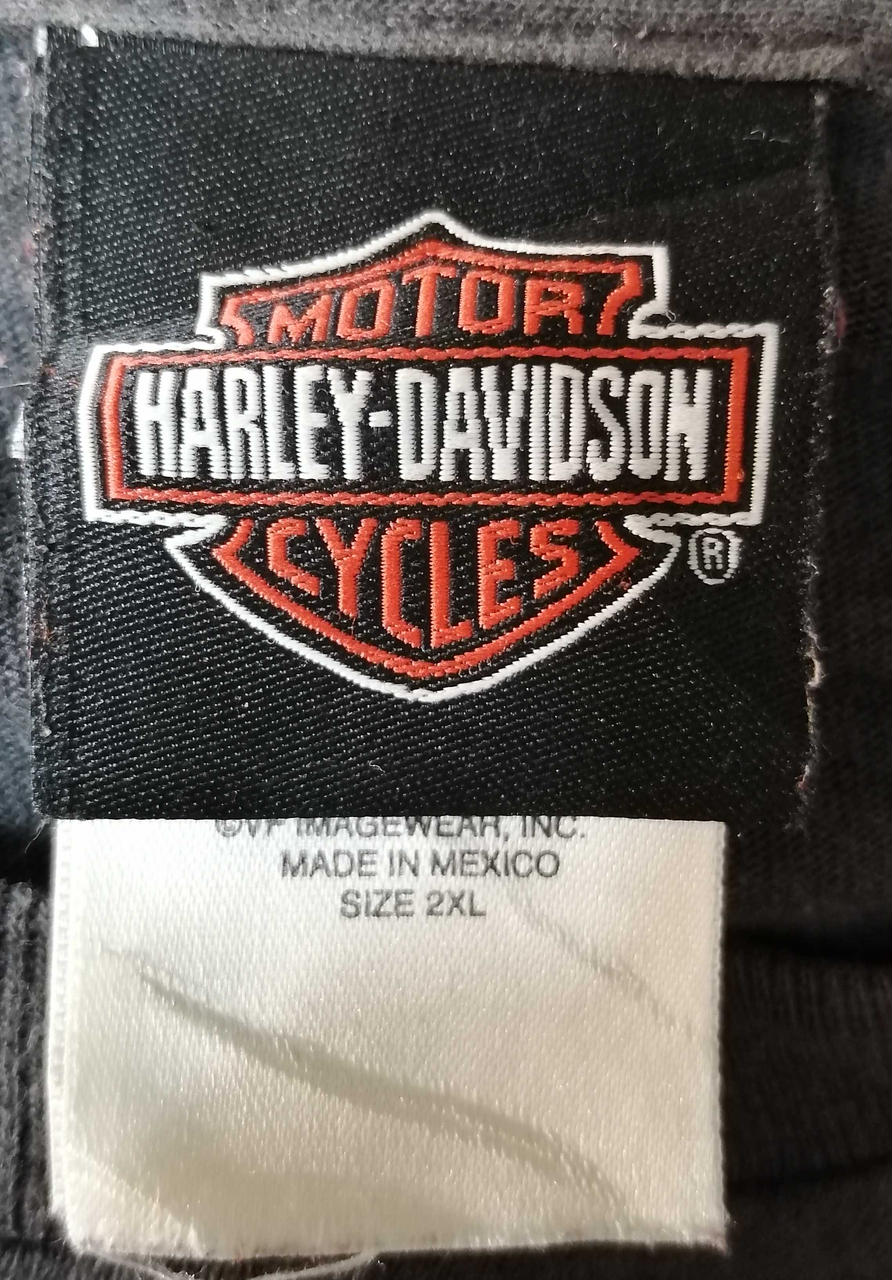 MOTOR
HARLEY-DAVIDSON
CYCLES
®
©VF IMAGEWEAR, INC.
MADE IN MEXICO
SIZE 2XL